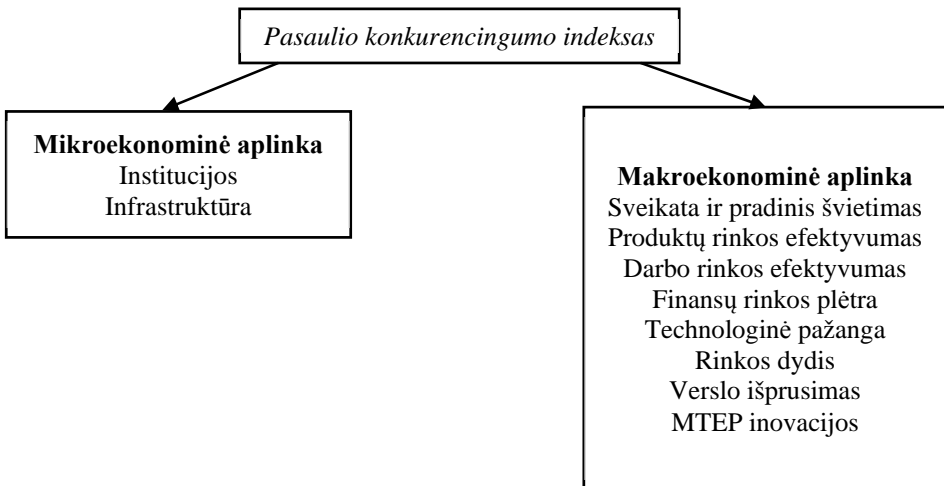 Pasaulio konkurencingumo indeksas
Mikroekonominė aplinka
Institucijos
Infrastruktūra
Makroekonominė aplinka
Sveikata ir pradinis švietimas
Produktų rinkos efektyvumas
Darbo rinkos efektyvumas
Finansų rinkos plėtra
Technologinė pažanga
Rinkos dydis
Verslo išprusimas
MTEP inovacijos